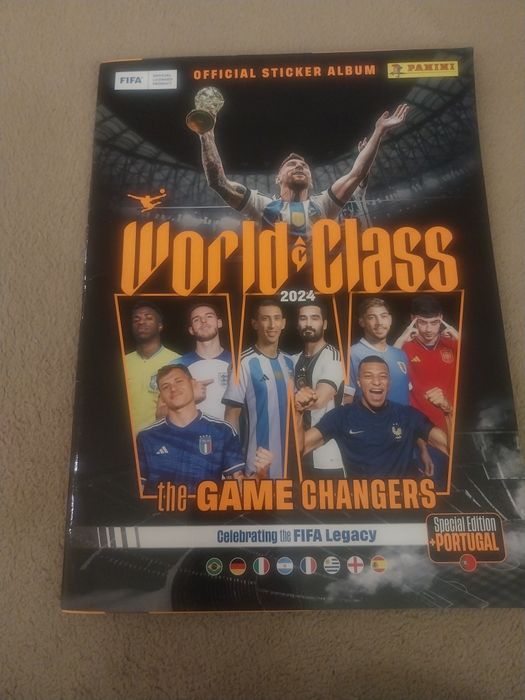 FIFA
OFFICIAL LICENSED PRODUCT
OFFICIAL STICKER ALBUM
PANINI
World Class
2024
the GAME CHANGERS
Celebrating the FIFA Legacy
Special Edition
+PORTUGAL